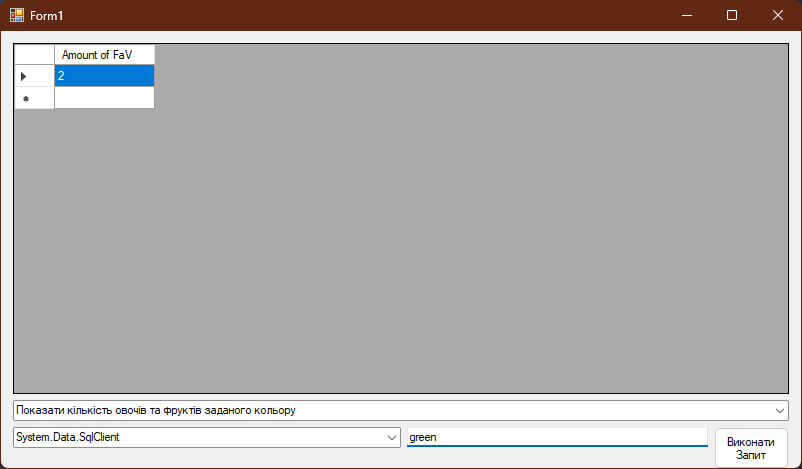 Form1
Amount of FaV
2
Показати кількість овочів та фруктів заданого кольору
System.Data.SqlClient
green
Виконати
Запит